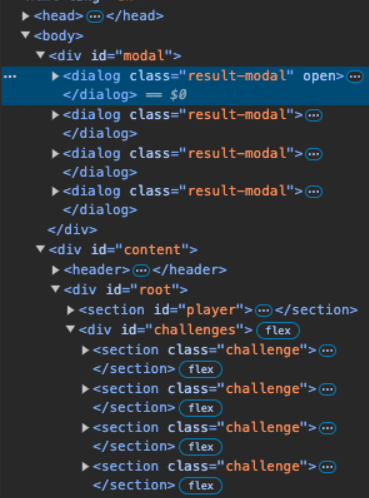 <head> ⋯ </head>
<body>
<div id="modal">
⋯ <dialog class="result-modal" open> ⋯
</dialog> == $0
<dialog class="result-modal"> ⋯
</dialog>
<dialog class="result-modal"> ⋯
</dialog>
<dialog class="result-modal"> ⋯
</dialog>
</div>
<div id="content">
<header> ⋯ </header>
<div id="root">
<section id="player"> ⋯ </section>
<div id="challenges"> flex
<section class="challenge"> ⋯
</section> flex
<section class="challenge"> ⋯
</section> flex
<section class="challenge"> ⋯
</section> flex
<section class="challenge"> ⋯
</section> flex